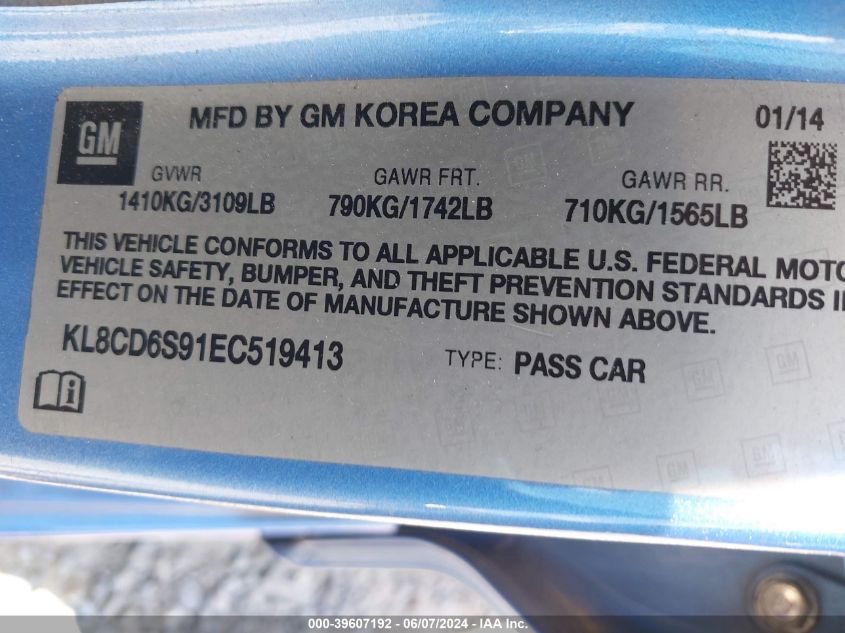 GM
MFD BY GM KOREA COMPANY
01/14
GVWR
GAWR FRT.
GAWR RR.
1410KG/3109LB
790KG/1742LB
710KG/1565LB
THIS VEHICLE CONFORMS TO ALL APPLICABLE U.S. FEDERAL MOTO
VEHICLE SAFETY, BUMPER, AND THEFT PREVENTION STANDARDS I
EFFECT ON THE DATE OF MANUFACTURE SHOWN ABOVE.
KL8CD6S91EC519413
TYPE: PASS CAR
000-39607192 - 06/07/2024 - IAA Inc.